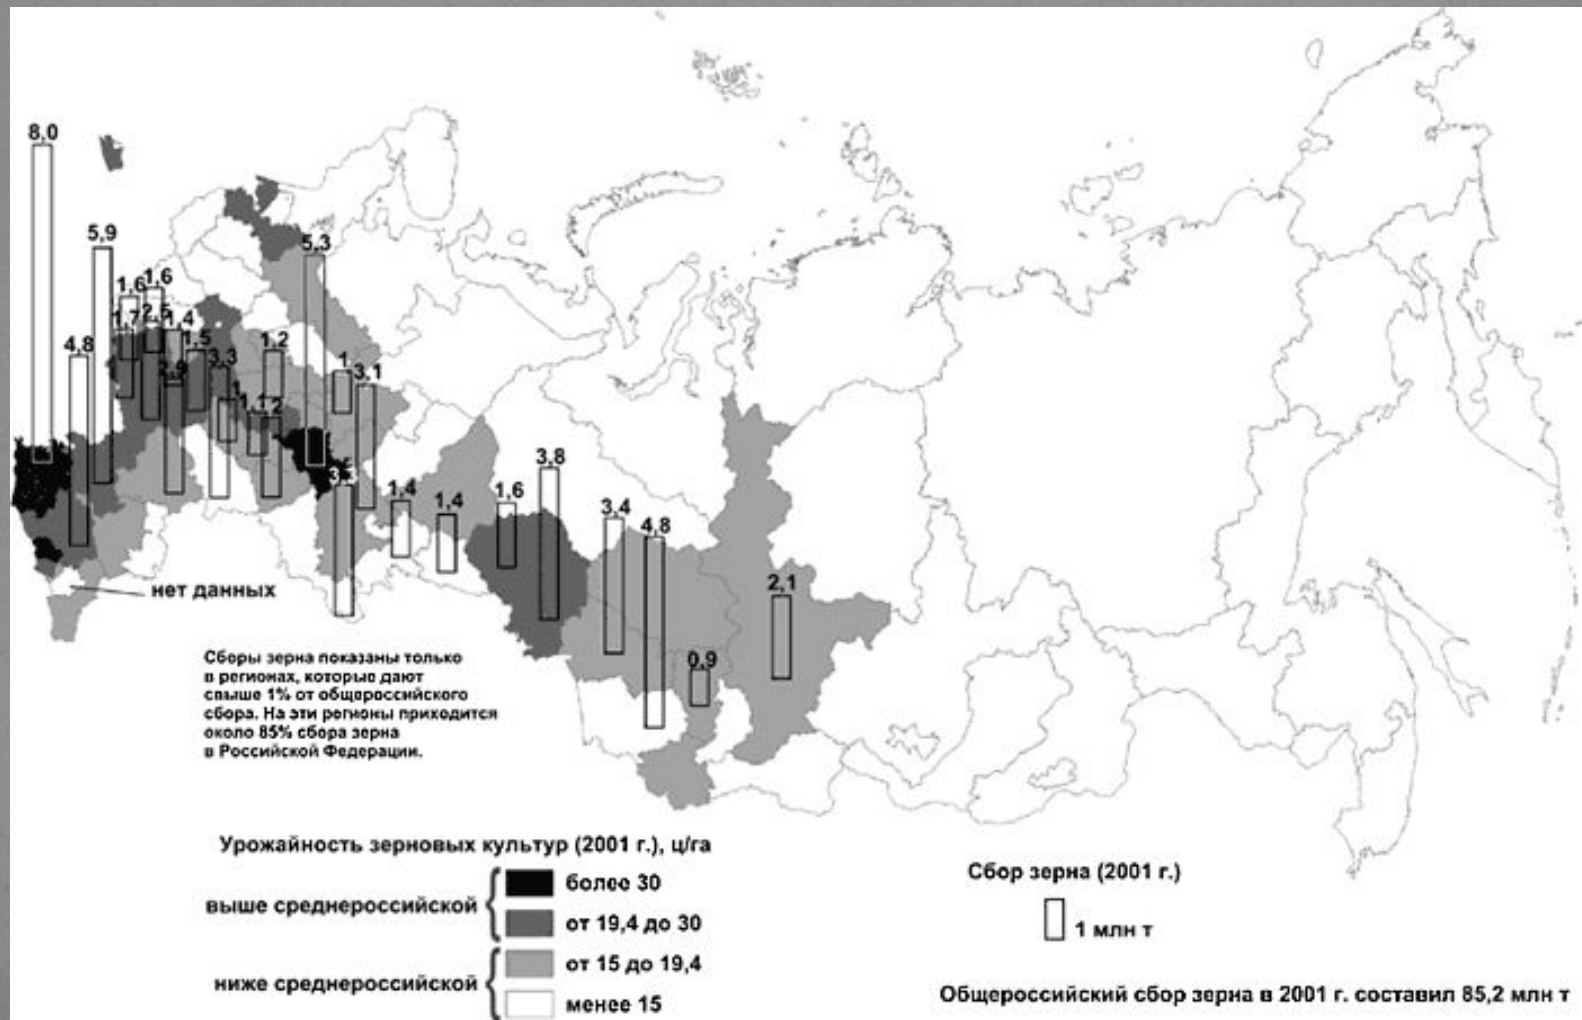 8,0
5,9
5,3
1,6
1,6
1,7
2,5
1,4
4,8
1,5
1,2
3,3
1
3,1
2,9
1
1
1,1
2
3,3
1,4
1,4
1,6
3,8
3,4
4,8
2,1
0,9
нет данных
Сборы зерна показаны только
в регионах, которые дают
свыше 1% от общероссийского
сбора. На эти регионы приходится
около 85% сбора зерна
в Российской Федерации.
Урожайность зерновых культур (2001 г.), ц/га
выше среднероссийской
более 30
от 19,4 до 30
ниже среднероссийской
от 15 до 19,4
менее 15
Сбор зерна (2001 г.)
1 млн т
Общероссийский сбор зерна в 2001 г. составил 85,2 млн т